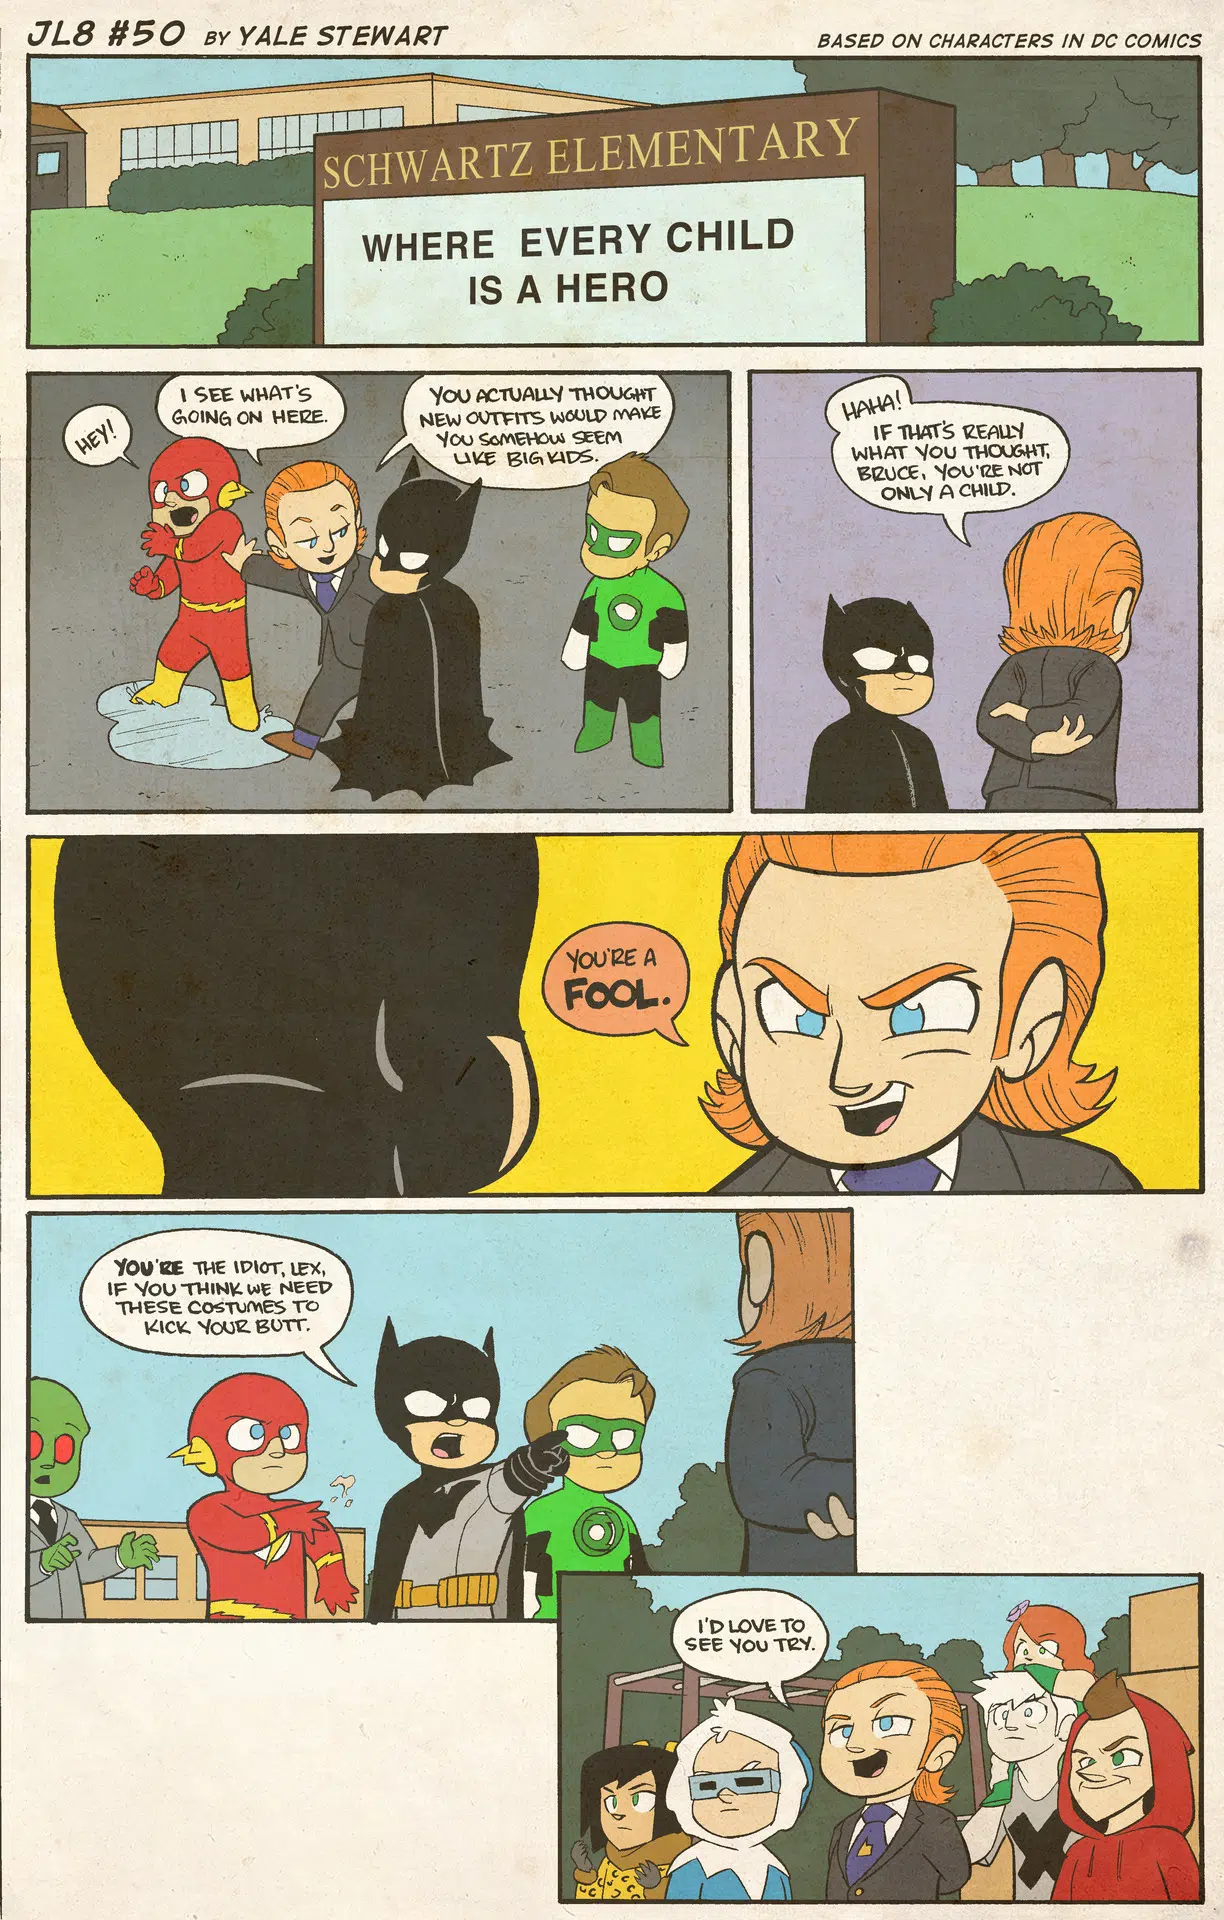 JL8 #50 BY YALE STEWART
BASED ON CHARACTERS IN DC COMICS
SCHWARTZ ELEMENTARY
WHERE EVERY CHILD
IS A HERO
HEY!
I SEE WHAT'S
GOING ON HERE.
YOU ACTUALLY THOUGHT
NEW OUTFITS WOULD MAKE
YOU SOMEHOW SEEM
LIKE BIG KIDS.
HAHA!
IF THAT'S REALLY
WHAT YOU THOUGHT,
BRUCE, YOU'RE NOT
ONLY A CHILD.
YOU'RE A
FOOL.
YOU'RE THE IDIOT, LEX,
IF YOU THINK WE NEED
THESE COSTUMES TO
KICK YOUR BUTT.
I'D LOVE TO
SEE YOU TRY.